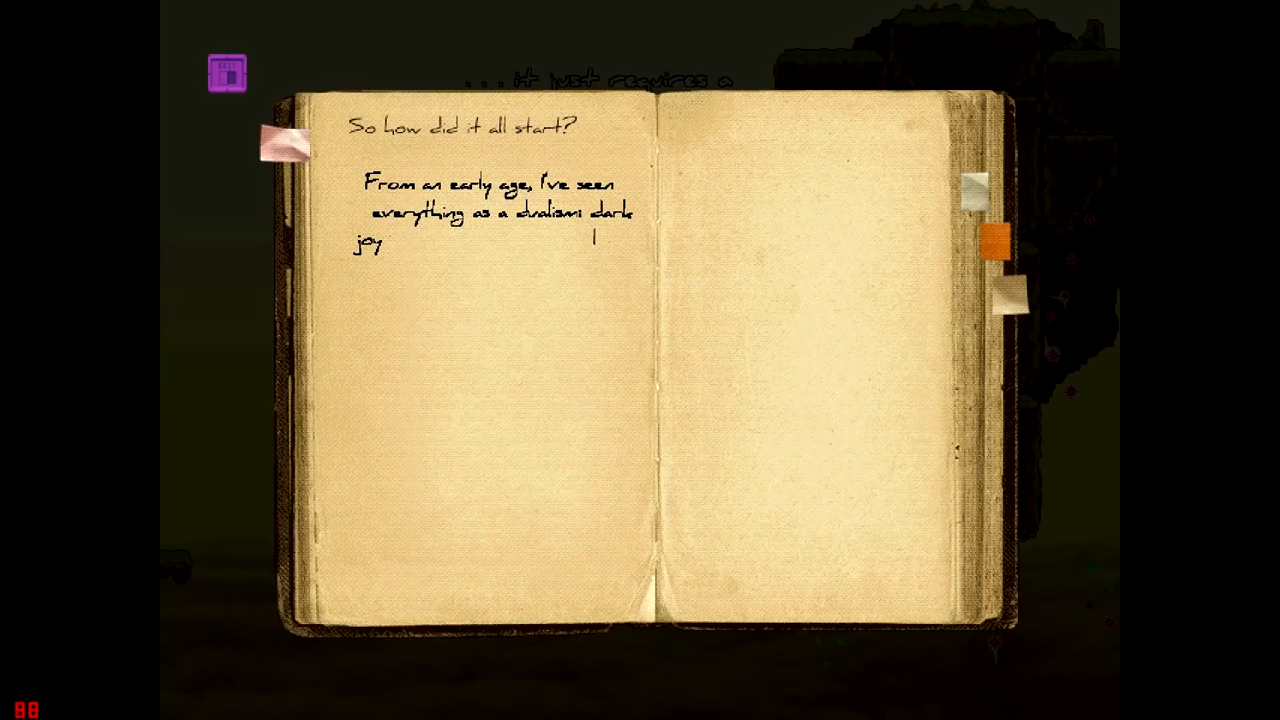 ... it just requires a
So how did it all start?
From an early age, I've seen
everything as a dualism: dark
joy
88